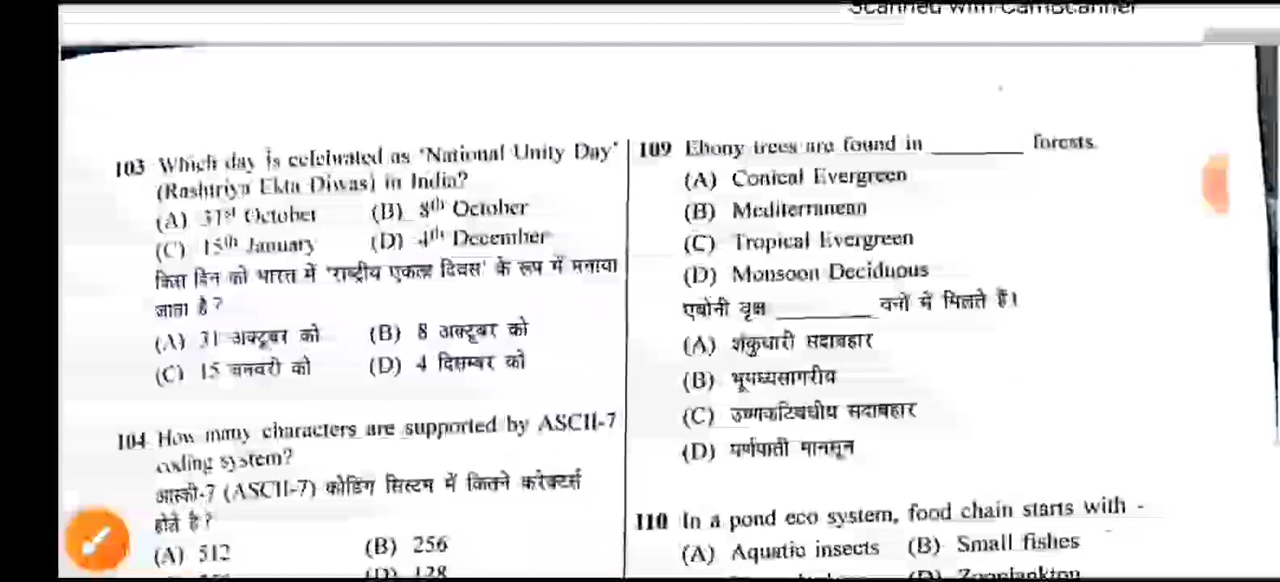 Scanned with CamScanner
103 Which day is celebrated as 'National Unity Day'
(Rashtriya Ekta Diwas) in India?
(A) 31st October (B) 8th October
(C) 15th January (D) 4th December
किस दिन को भारत में 'राष्ट्रीय एकता दिवस' के रूप में मनाया
जाता है ?
(A) 31 अक्टूबर को (B) 8 अक्टूबर को
(C) 15 जनवरी को (D) 4 दिसम्बर को
104 How many characters are supported by ASCII-7
coding system?
आस्की-7 (ASCII-7) कोडिंग सिस्टम में कितने करेक्टर्स
होते है ?
(A) 512 (B) 256
(D) 128
109 Ebony trees are found in ________ forests.
(A) Conical Evergreen
(B) Mediterranean
(C) Tropical Evergreen
(D) Monsoon Deciduous
एबोनी वृक्ष ________ वनों में मिलते हैं।
(A) शंकुधारी सदाबहार
(B) भूमध्यसागरीय
(C) उष्णकटिबंधीय सदाबहार
(D) पर्णपाती मानसून
110 In a pond eco system, food chain starts with -
(A) Aquatic insects (B) Small fishes
(D) Zooplankton